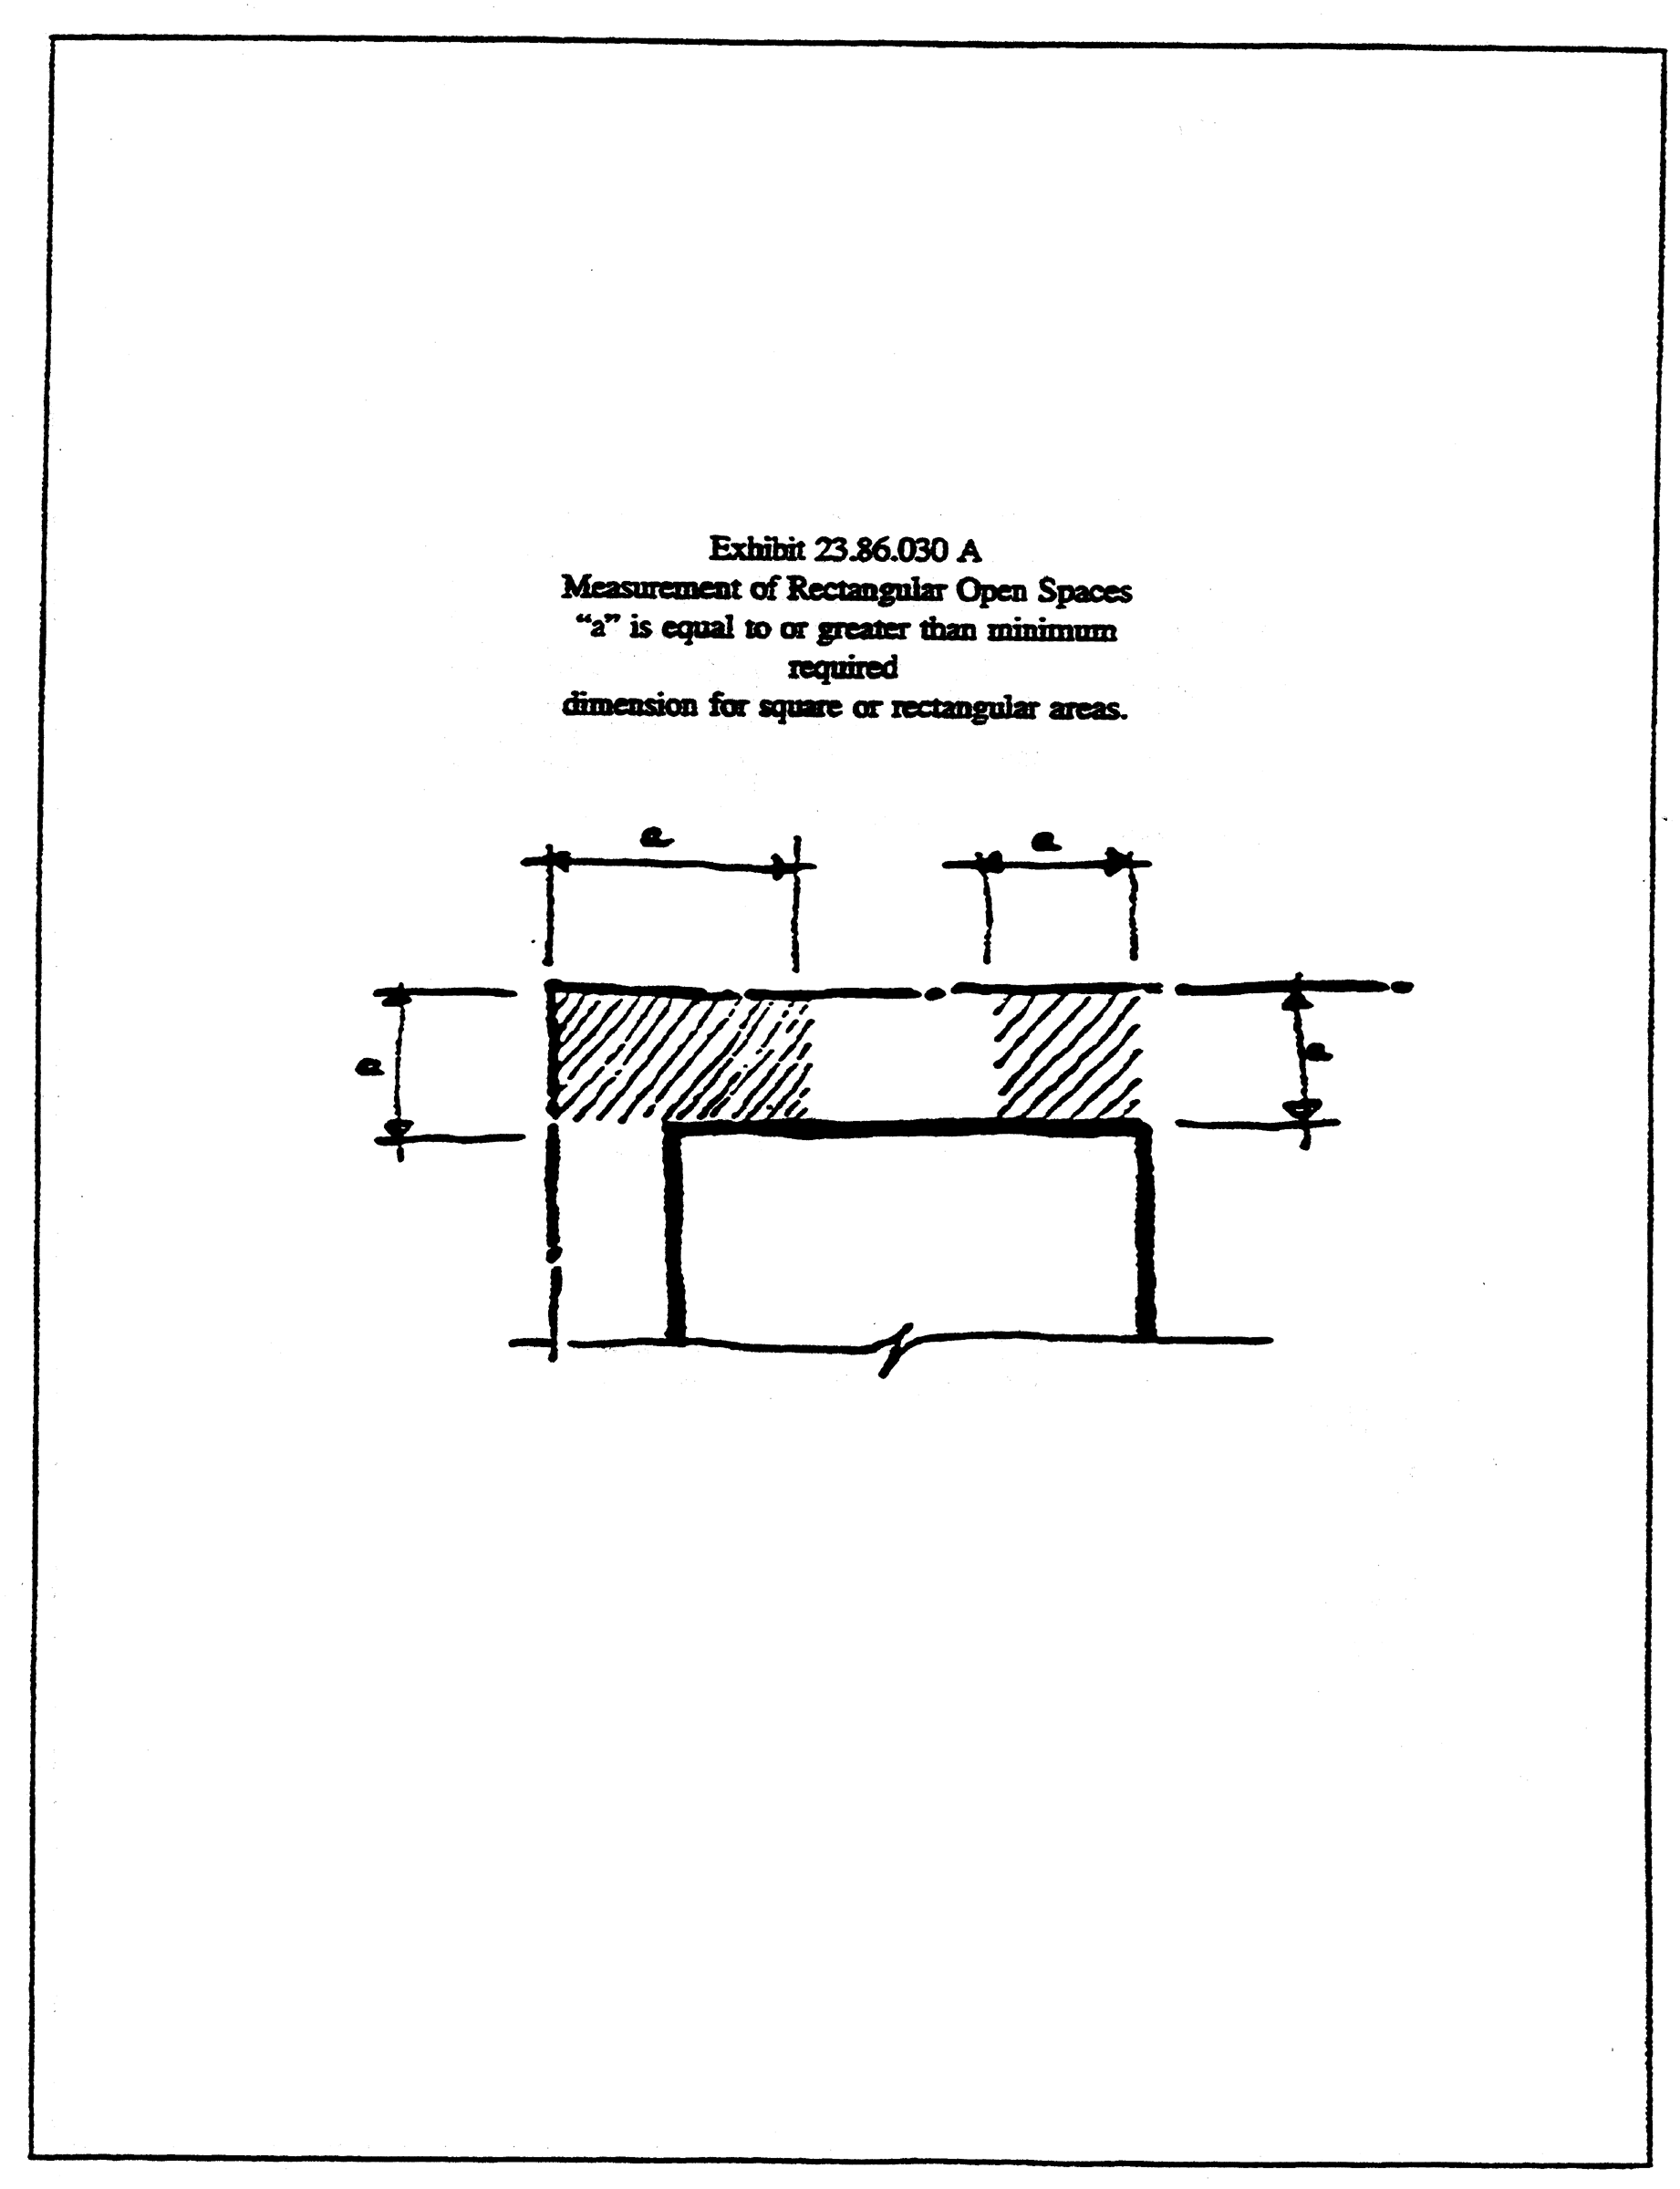 Exhibit 23.86.030 A
Measurement of Rectangular Open Spaces
“a” is equal to or greater than minimum
required
dimension for square or rectangular areas.
a
a
a
a